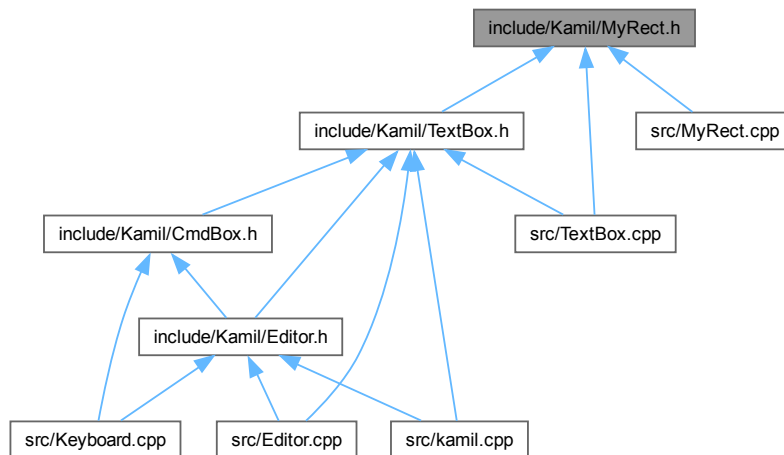 include/Kamil/MyRect.h
include/Kamil/TextBox.h
src/MyRect.cpp
include/Kamil/CmdBox.h
src/TextBox.cpp
include/Kamil/Editor.h
src/Keyboard.cpp
src/Editor.cpp
src/kamil.cpp